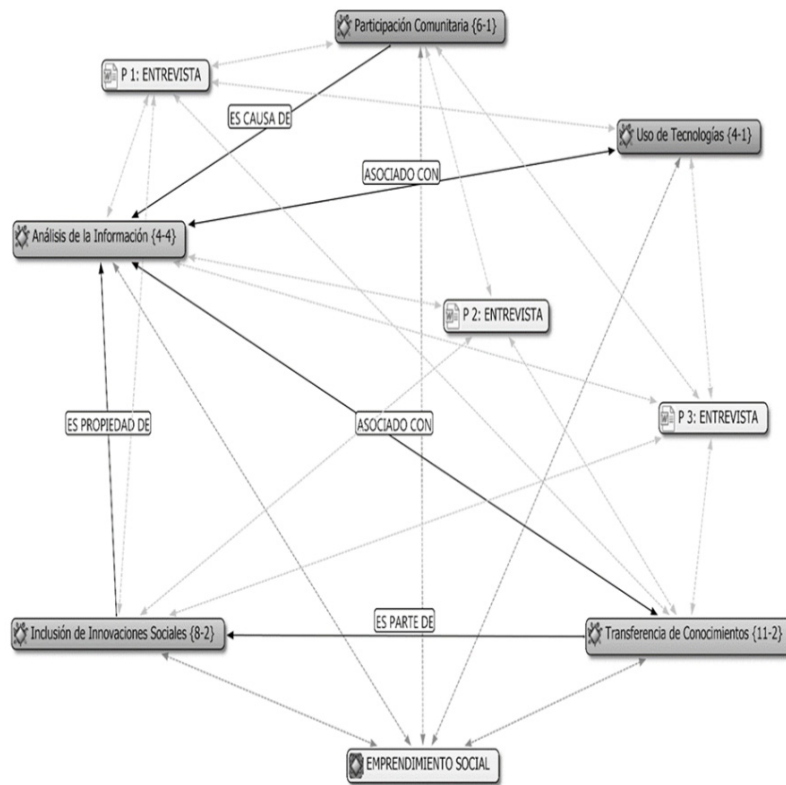 Participación Comunitaria {6-1}
P 1: ENTREVISTA
ES CAUSA DE
Uso de Tecnologías {4-1}
ASOCIADO CON
Análisis de la Información {4-4}
P 2: ENTREVISTA
P 3: ENTREVISTA
ES PROPIEDAD DE
ASOCIADO CON
ES PARTE DE
Inclusión de Innovaciones Sociales {8-2}
Transferencia de Conocimientos {11-2}
EMPRENDIMIENTO SOCIAL